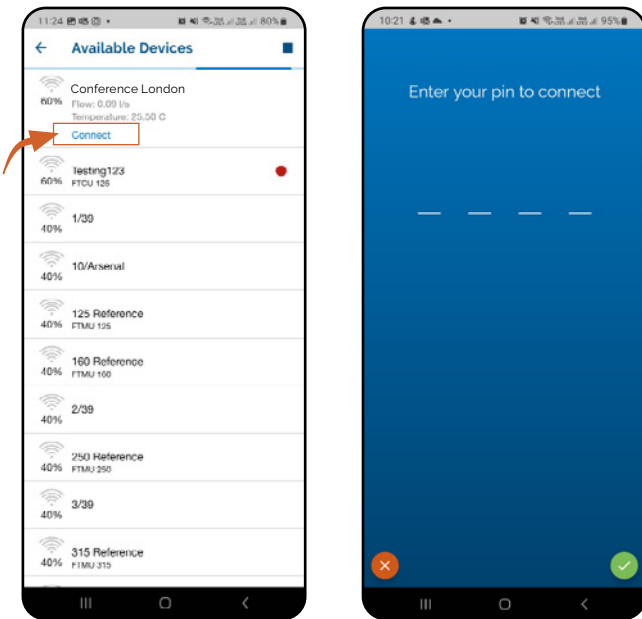 11:24
80%
Available Devices
Conference London
60%
Flow: 0.09 l/s
Temperature: 25.50 C
Connect
Testing123
60%
FTCU 125
1/39
40%
10/Arsenal
40%
125 Reference
40%
FTMU 125
160 Reference
40%
FTMU 160
2/39
40%
250 Reference
40%
FTMU 250
3/39
40%
315 Reference
40%
FTMU 315
10:21
95%
Enter your pin to connect